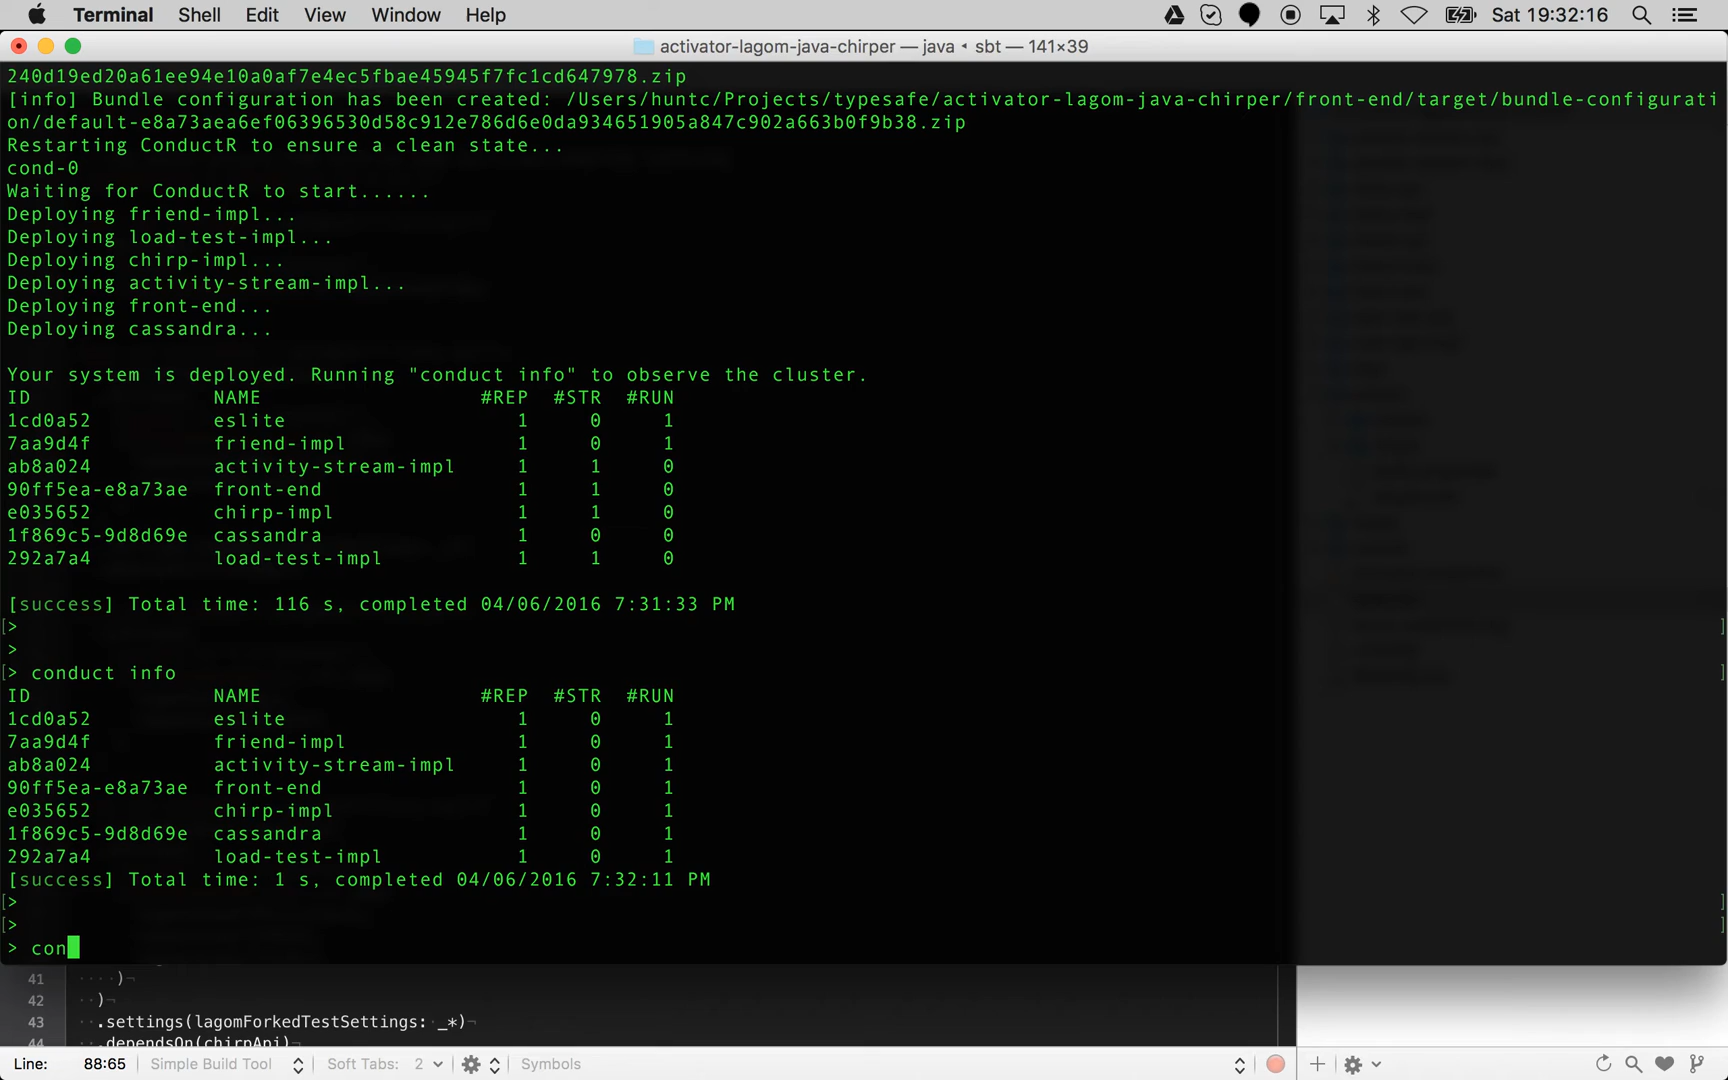 Terminal Shell Edit View Window Help Sat 19:32:16
activator-lagom-java-chirper — java ◂ sbt — 141×39
240d19ed20a61ee94e10a0af7e4ec5fbae45945f7fc1cd647978.zip
[info] Bundle configuration has been created: /Users/huntc/Projects/typesafe/activator-lagom-java-chirper/front-end/target/bundle-configurati
on/default-e8a73aea6ef06396530d58c912e786d6e0da934651905a847c902a663b0f9b38.zip
Restarting ConductR to ensure a clean state...
cond-0
Waiting for ConductR to start......
Deploying friend-impl...
Deploying load-test-impl...
Deploying chirp-impl...
Deploying activity-stream-impl...
Deploying front-end...
Deploying cassandra...
Your system is deployed. Running "conduct info" to observe the cluster.
ID NAME #REP #STR #RUN
1cd0a52 eslite 1 0 1
7aa9d4f friend-impl 1 0 1
ab8a024 activity-stream-impl 1 1 0
90ff5ea-e8a73ae front-end 1 1 0
e035652 chirp-impl 1 1 0
1f869c5-9d8d69e cassandra 1 0 0
292a7a4 load-test-impl 1 1 0
[success] Total time: 116 s, completed 04/06/2016 7:31:33 PM
[> ]
>
[> conduct info ]
ID NAME #REP #STR #RUN
1cd0a52 eslite 1 0 1
7aa9d4f friend-impl 1 0 1
ab8a024 activity-stream-impl 1 0 1
90ff5ea-e8a73ae front-end 1 0 1
e035652 chirp-impl 1 0 1
1f869c5-9d8d69e cassandra 1 0 1
292a7a4 load-test-impl 1 0 1
[success] Total time: 1 s, completed 04/06/2016 7:32:11 PM
[> ]
[> ]
> con
41 ····)¬
42 ··)¬
43 ··.settings(lagomForkedTestSettings:·_*)¬
44 ··.dependsOn(chirpApi)
Line: 88:65 Simple Build Tool Soft Tabs: 2 Symbols